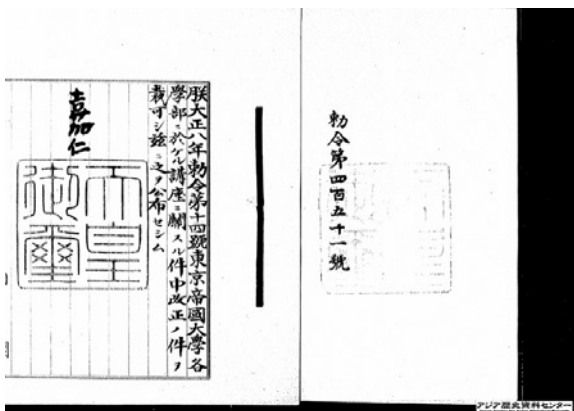 勅令第四百五十一號
朕大正八年勅令第十四號東京帝國大學各
學部ニ於ケル講座ニ關スル件中改正ノ件ヲ
裁可シ茲ニ之ヲ公布セシム
嘉仁
天皇
御璽
アジア歴史資料センター